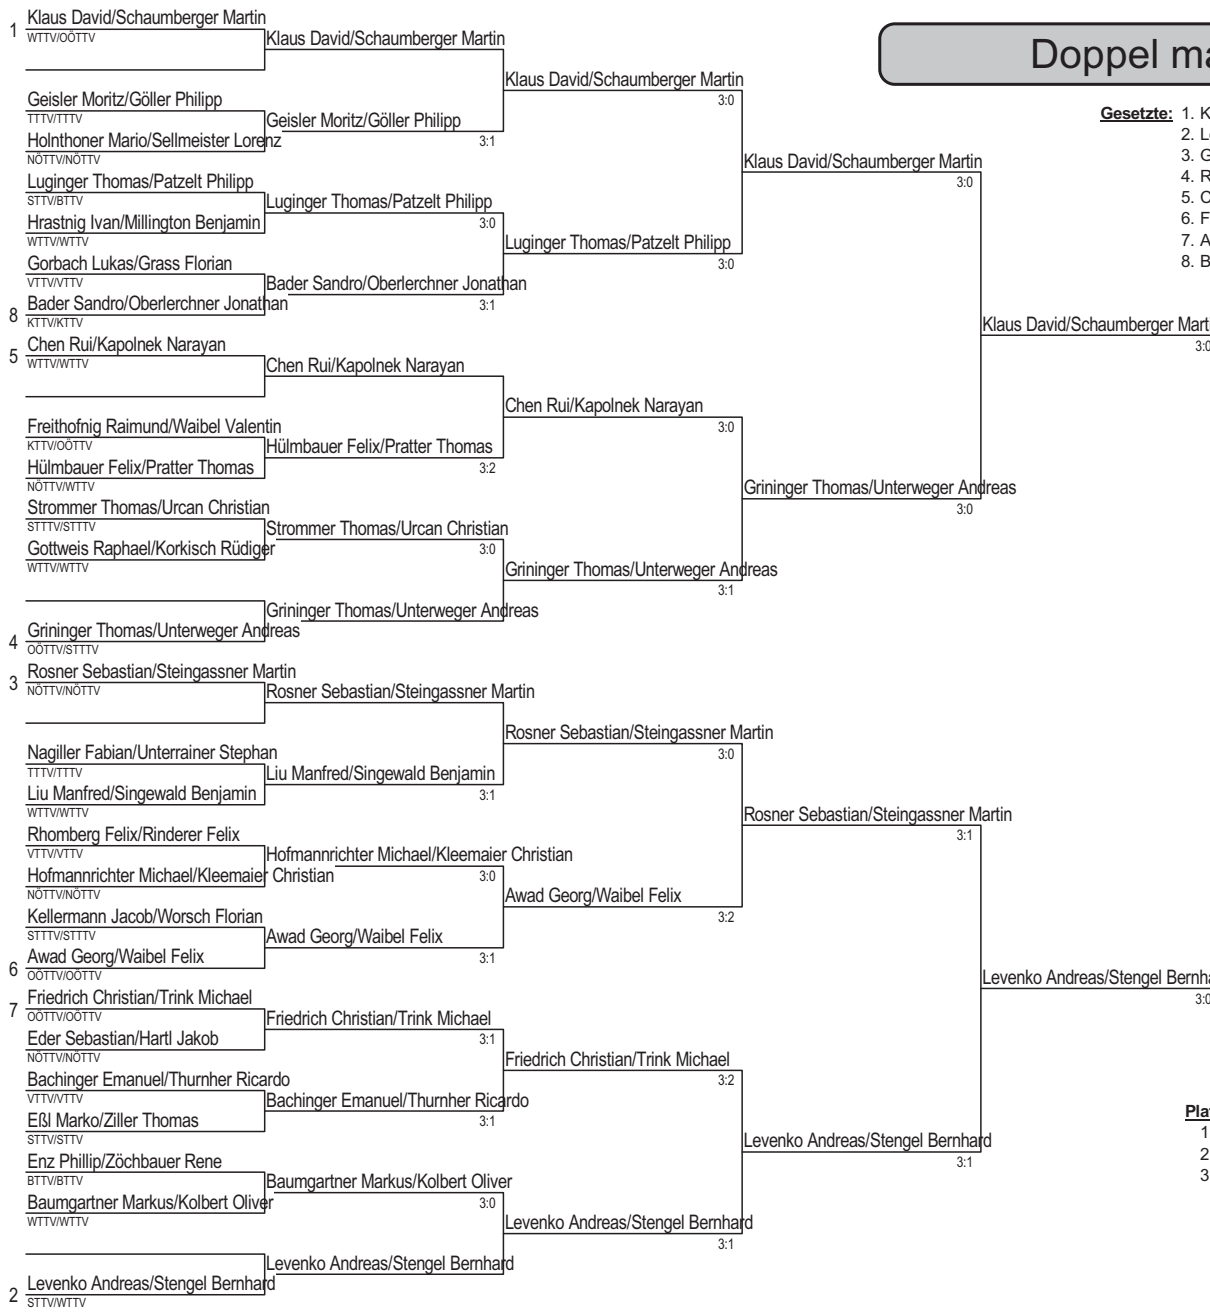 Doppel ma
Gesetzte: 1. K
2. L
3. G
4. R
5. C
6. F
7. A
8. B
1
Klaus David/Schaumberger Martin
WTTV/OÖTTV
Geisler Moritz/Göller Philipp
TTTV/TTTV
Holnthoner Mario/Sellmeister Lorenz
NÖTTV/NÖTTV
Luginger Thomas/Patzelt Philipp
STTV/BTTV
Hrastnig Ivan/Millington Benjamin
WTTV/WTTV
Gorbach Lukas/Grass Florian
VTTV/VTTV
8
Bader Sandro/Oberlerchner Jonathan
KTTV/KTTV
5
Chen Rui/Kapolnek Narayan
WTTV/WTTV
Freithofnig Raimund/Waibel Valentin
KTTV/OÖTTV
Hülmbauer Felix/Pratter Thomas
NÖTTV/WTTV
Strommer Thomas/Urcan Christian
STTTV/STTTV
Gottweis Raphael/Korkisch Rüdiger
WTTV/WTTV
4
Grininger Thomas/Unterweger Andreas
OÖTTV/STTTV
3
Rosner Sebastian/Steingassner Martin
NÖTTV/NÖTTV
Nagiller Fabian/Unterrainer Stephan
TTTV/TTTV
Liu Manfred/Singewald Benjamin
WTTV/WTTV
Rhomberg Felix/Rinderer Felix
VTTV/VTTV
Hofmannrichter Michael/Kleemaier Christian
NÖTTV/NÖTTV
Kellermann Jacob/Worsch Florian
STTTV/STTTV
6
Awad Georg/Waibel Felix
OÖTTV/OÖTTV
7
Friedrich Christian/Trink Michael
OÖTTV/OÖTTV
Eder Sebastian/Hartl Jakob
NÖTTV/NÖTTV
Bachinger Emanuel/Thurnher Ricardo
VTTV/VTTV
Eßl Marko/Ziller Thomas
STTV/STTV
Enz Phillip/Zöchbauer Rene
BTTV/BTTV
Baumgartner Markus/Kolbert Oliver
WTTV/WTTV
2
Levenko Andreas/Stengel Bernhard
STTV/WTTV
Klaus David/Schaumberger Martin
Geisler Moritz/Göller Philipp
3:1
Luginger Thomas/Patzelt Philipp
3:0
Bader Sandro/Oberlerchner Jonathan
3:1
Chen Rui/Kapolnek Narayan
Hülmbauer Felix/Pratter Thomas
3:2
Strommer Thomas/Urcan Christian
3:0
Grininger Thomas/Unterweger Andreas
Rosner Sebastian/Steingassner Martin
Liu Manfred/Singewald Benjamin
3:1
Hofmannrichter Michael/Kleemaier Christian
3:0
Awad Georg/Waibel Felix
3:1
Friedrich Christian/Trink Michael
3:1
Bachinger Emanuel/Thurnher Ricardo
3:1
Baumgartner Markus/Kolbert Oliver
3:0
Levenko Andreas/Stengel Bernhard
Klaus David/Schaumberger Martin
3:0
Luginger Thomas/Patzelt Philipp
3:0
Chen Rui/Kapolnek Narayan
3:0
Grininger Thomas/Unterweger Andreas
3:1
Rosner Sebastian/Steingassner Martin
3:0
Awad Georg/Waibel Felix
3:2
Friedrich Christian/Trink Michael
3:2
Levenko Andreas/Stengel Bernhard
3:1
Klaus David/Schaumberger Martin
3:0
Grininger Thomas/Unterweger Andreas
3:0
Rosner Sebastian/Steingassner Martin
3:1
Levenko Andreas/Stengel Bernhard
3:1
Klaus David/Schaumberger Marti
3:0
Levenko Andreas/Stengel Bernha
3:0
Pla
1
2
3